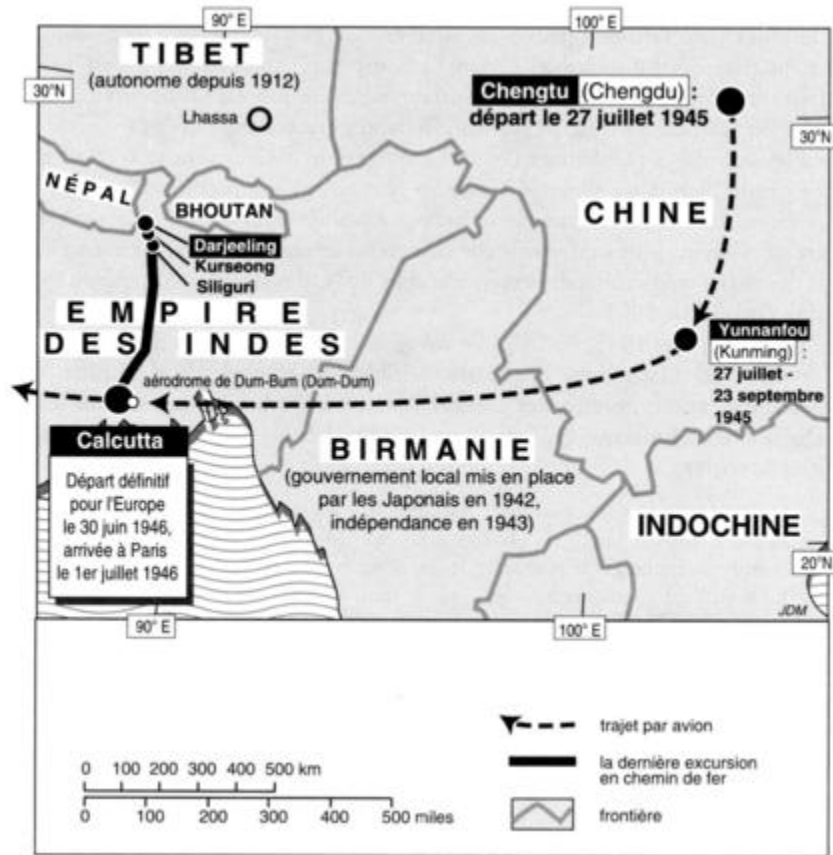 90° E
100° E
TIBET
(autonome depuis 1912)
30°N
Lhassa
Chengtu (Chengdu) :
départ le 27 juillet 1945
30°N
NÉPAL
BHOUTAN
CHINE
Darjeeling
Kurseong
Siliguri
EMPIRE
DES INDES
Yunnanfou
(Kunming) :
27 juillet -
23 septembre
1945
aérodrome de Dum-Bum (Dum-Dum)
Calcutta
Départ définitif
pour l'Europe
le 30 juin 1946,
arrivée à Paris
le 1er juillet 1946
BIRMANIE
(gouvernement local mis en place
par les Japonais en 1942,
indépendance en 1943)
INDOCHINE
20°N
JDM
90° E
100° E
trajet par avion
la dernière excursion
en chemin de fer
frontière
0 100 200 300 400 500 km
0 100 200 300 400 500 miles